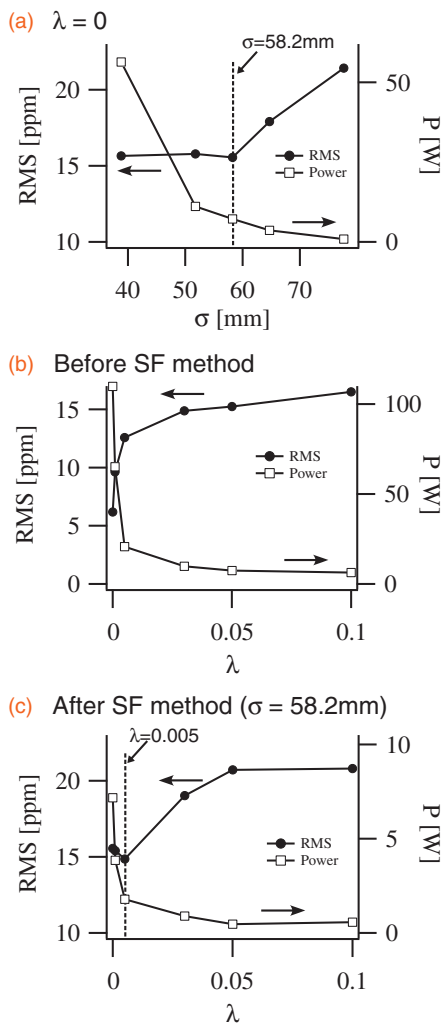 (a) λ = 0
σ=58.2mm
RMS [ppm]
20
15
10
50
0
P [W]
RMS
Power
40 50 60 70
σ [mm]
(b) Before SF method
RMS [ppm]
15
10
5
0
100
50
0
P [W]
RMS
Power
0 0.05 0.1
λ
(c) After SF method (σ = 58.2mm)
λ=0.005
RMS [ppm]
20
15
10
10
5
0
P [W]
RMS
Power
0 0.05 0.1
λ